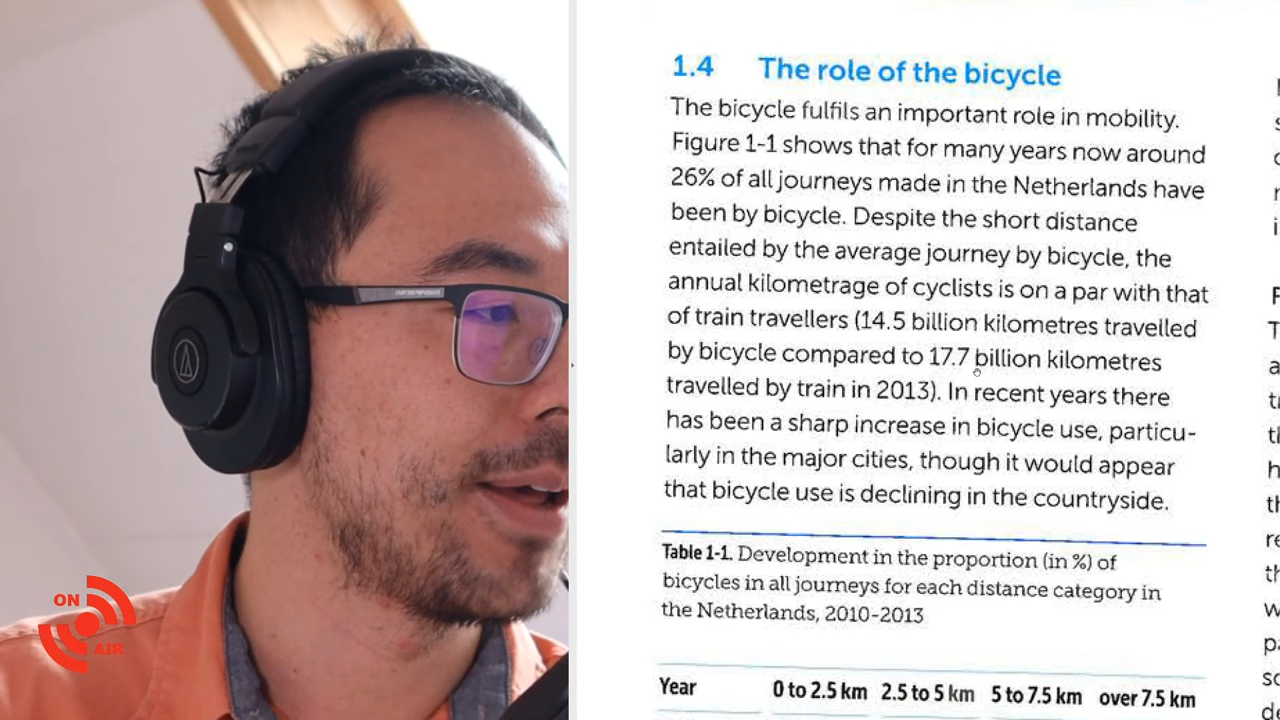 ON
AIR
1.4 The role of the bicycle
The bicycle fulfils an important role in mobility.
Figure 1-1 shows that for many years now around
26% of all journeys made in the Netherlands have
been by bicycle. Despite the short distance
entailed by the average journey by bicycle, the
annual kilometrage of cyclists is on a par with that
of train travellers (14.5 billion kilometres travelled
by bicycle compared to 17.7 billion kilometres
travelled by train in 2013). In recent years there
has been a sharp increase in bicycle use, particu-
larly in the major cities, though it would appear
that bicycle use is declining in the countryside.
Table 1-1. Development in the proportion (in %) of
bicycles in all journeys for each distance category in
the Netherlands, 2010-2013
Year 0 to 2.5 km 2.5 to 5 km 5 to 7.5 km over 7.5 km